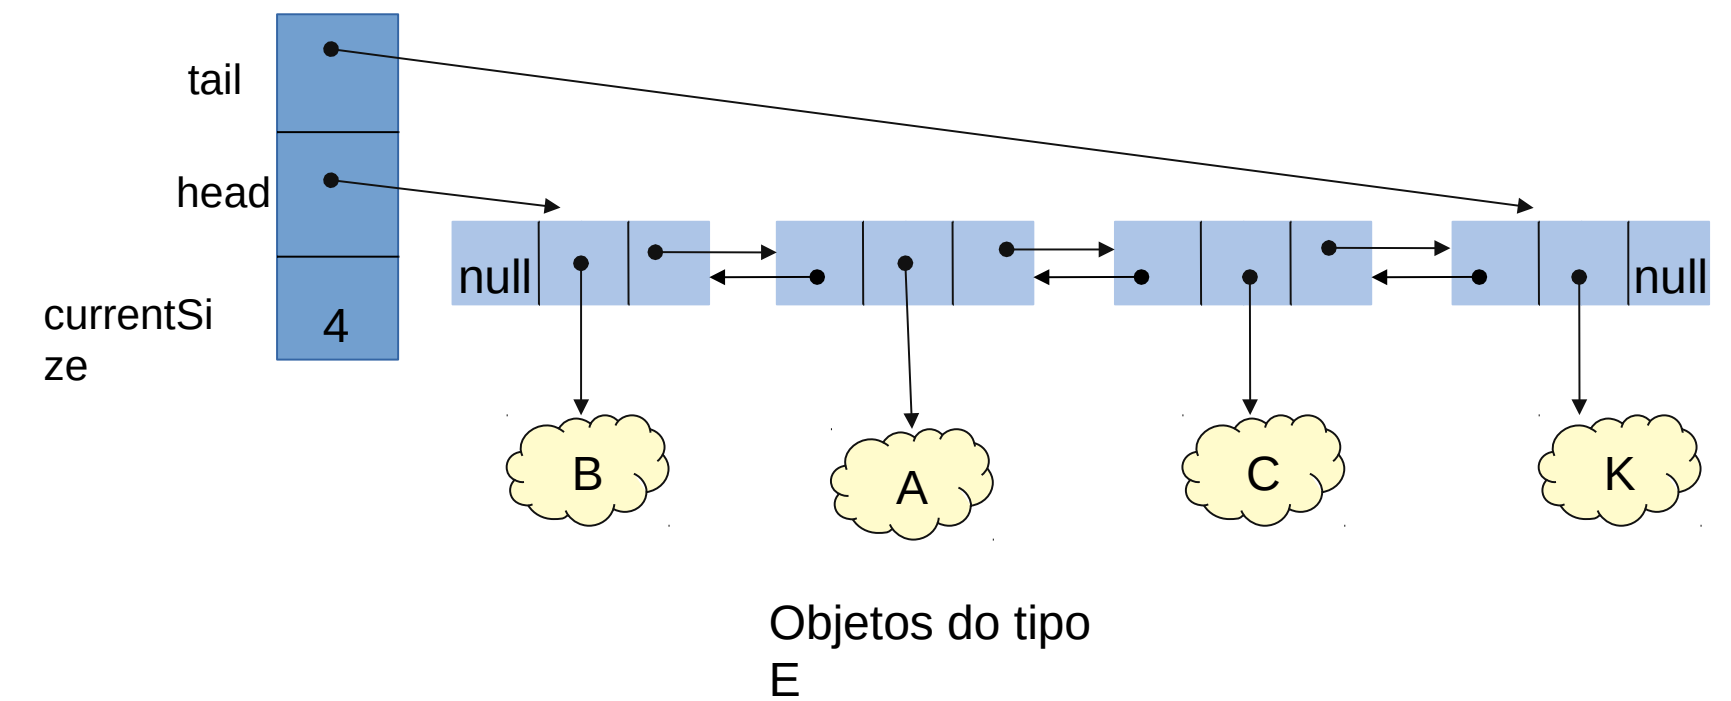 tail
head
null
null
currentSi
ze
4
B
A
C
K
Objetos do tipo
E